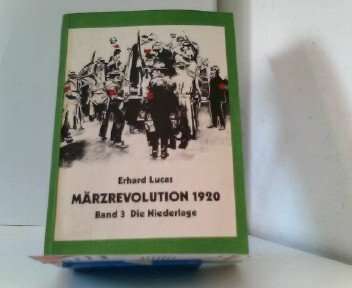 Erhard Lucas
MÄRZREVOLUTION 1920
Band 3 Die Niederlage